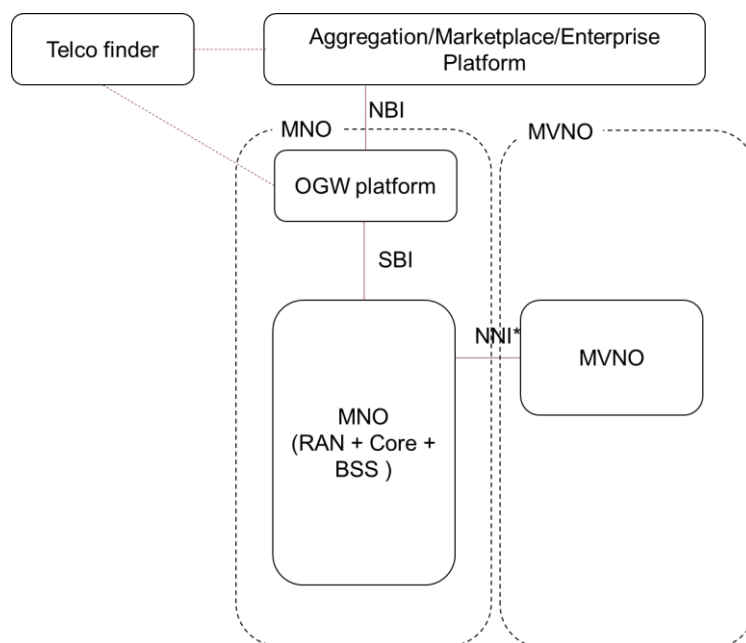 Telco finder
Aggregation/Marketplace/Enterprise
Platform
NBI
MNO
MVNO
OGW platform
SBI
NNI*
MVNO
MNO
(RAN + Core +
BSS )